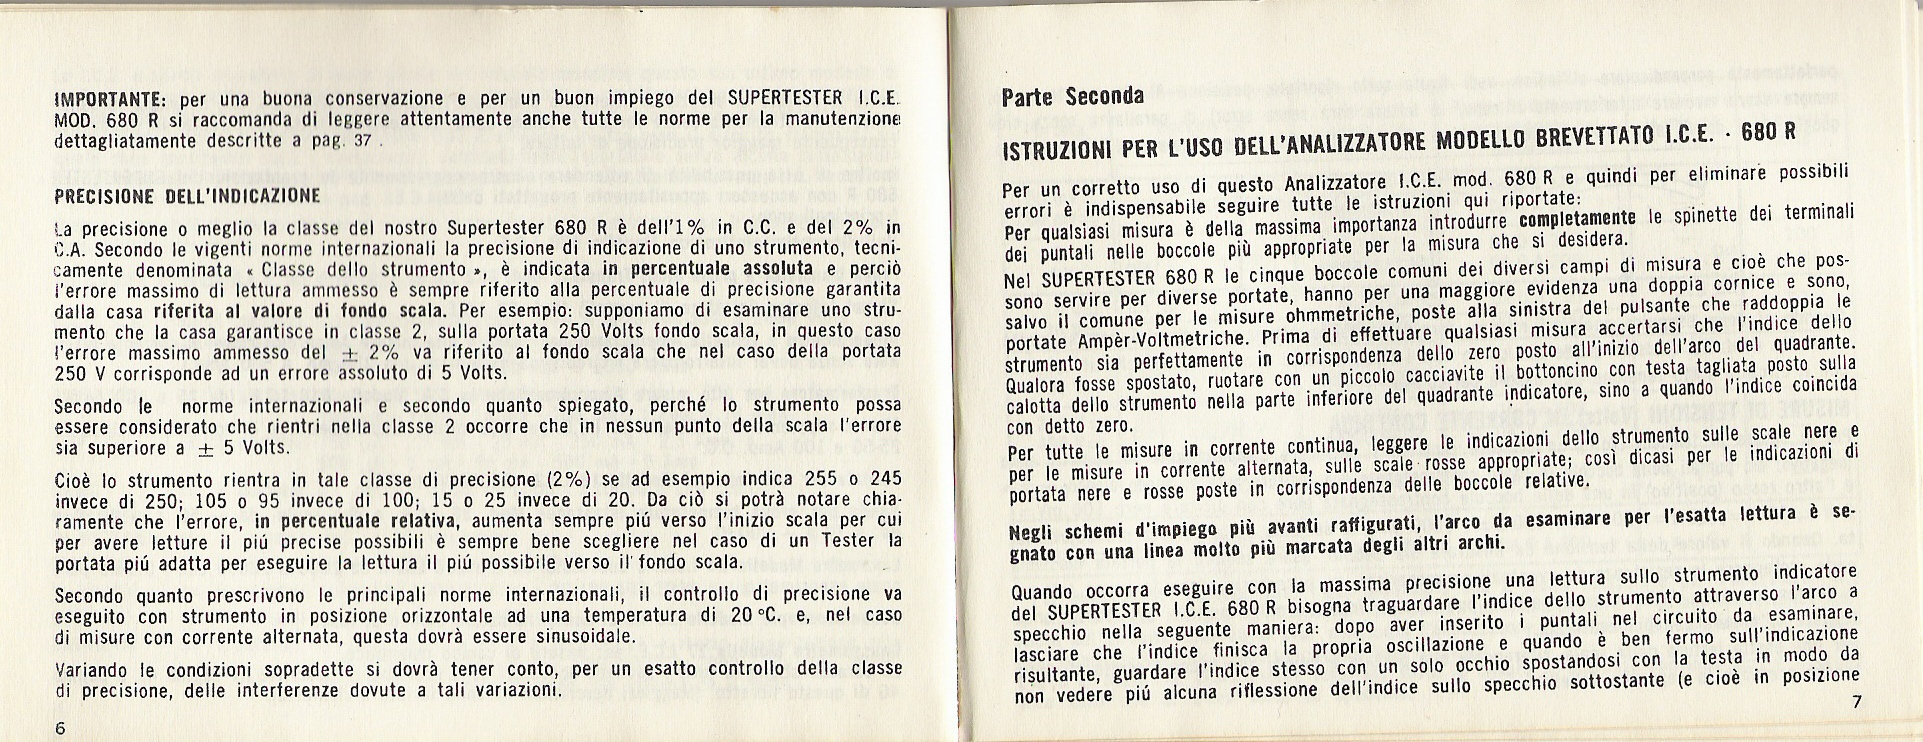 IMPORTANTE: per una buona conservazione e per un buon impiego del SUPERTESTER I.C.E.
MOD. 680 R si raccomanda di leggere attentamente anche tutte le norme per la manutenzione
dettagliatamente descritte a pag. 37 .
PRECISIONE DELL'INDICAZIONE
La precisione o meglio la classe del nostro Supertester 680 R è dell'1% in C.C. e del 2% in
C.A. Secondo le vigenti norme internazionali la precisione di indicazione di uno strumento, tecni-
camente denominata « Classe dello strumento », è indicata in percentuale assoluta e perciò
l'errore massimo di lettura ammesso è sempre riferito alla percentuale di precisione garantita
dalla casa riferita al valore di fondo scala. Per esempio: supponiamo di esaminare uno stru-
mento che la casa garantisce in classe 2, sulla portata 250 Volts fondo scala, in questo caso
l'errore massimo ammesso del ± 2% va riferito al fondo scala che nel caso della portata
250 V corrisponde ad un errore assoluto di 5 Volts.
Secondo le norme internazionali e secondo quanto spiegato, perché lo strumento possa
essere considerato che rientri nella classe 2 occorre che in nessun punto della scala l'errore
sia superiore a ± 5 Volts.
Cioè lo strumento rientra in tale classe di precisione (2%) se ad esempio indica 255 o 245
invece di 250; 105 o 95 invece di 100; 15 o 25 invece di 20. Da ciò si potrà notare chia-
ramente che l'errore, in percentuale relativa, aumenta sempre piú verso l'inizio scala per cui
per avere letture il piú precise possibili è sempre bene scegliere nel caso di un Tester la
portata piú adatta per eseguire la lettura il piú possibile verso il fondo scala.
Secondo quanto prescrivono le principali norme internazionali, il controllo di precisione va
eseguito con strumento in posizione orizzontale ad una temperatura di 20 °C. e, nel caso
di misure con corrente alternata, questa dovrà essere sinusoidale.
Variando le condizioni sopradette si dovrà tener conto, per un esatto controllo della classe
di precisione, delle interferenze dovute a tali variazioni.
6
Parte Seconda
ISTRUZIONI PER L'USO DELL'ANALIZZATORE MODELLO BREVETTATO I.C.E. - 680 R
Per un corretto uso di questo Analizzatore I.C.E. mod. 680 R e quindi per eliminare possibili
errori è indispensabile seguire tutte le istruzioni qui riportate:
Per qualsiasi misura è della massima importanza introdurre completamente le spinette dei terminali
dei puntali nelle boccole più appropriate per la misura che si desidera.
Nel SUPERTESTER 680 R le cinque boccole comuni dei diversi campi di misura e cioè che pos-
sono servire per diverse portate, hanno per una maggiore evidenza una doppia cornice e sono,
salvo il comune per le misure ohmmetriche, poste alla sinistra del pulsante che raddoppia le
portate Ampèr-Voltmetriche. Prima di effettuare qualsiasi misura accertarsi che l'indice dello
strumento sia perfettamente in corrispondenza dello zero posto all'inizio dell'arco del quadrante.
Qualora fosse spostato, ruotare con un piccolo cacciavite il bottoncino con testa tagliata posto sulla
calotta dello strumento nella parte inferiore del quadrante indicatore, sino a quando l'indice coincida
con detto zero.
Per tutte le misure in corrente continua, leggere le indicazioni dello strumento sulle scale nere e
per le misure in corrente alternata, sulle scale rosse appropriate; così dicasi per le indicazioni di
portata nere e rosse poste in corrispondenza delle boccole relative.
Negli schemi d'impiego più avanti raffigurati, l'arco da esaminare per l'esatta lettura è se-
gnato con una linea molto più marcata degli altri archi.
Quando occorra eseguire con la massima precisione una lettura sullo strumento indicatore
del SUPERTESTER I.C.E. 680 R bisogna traguardare l'indice dello strumento attraverso l'arco a
specchio nella seguente maniera: dopo aver inserito i puntali nel circuito da esaminare,
lasciare che l'indice finisca la propria oscillazione e quando è ben fermo sull'indicazione
risultante, guardare l'indice stesso con un solo occhio spostandosi con la testa in modo da
non vedere piú alcuna riflessione dell'indice sullo specchio sottostante (e cioè in posizione
7